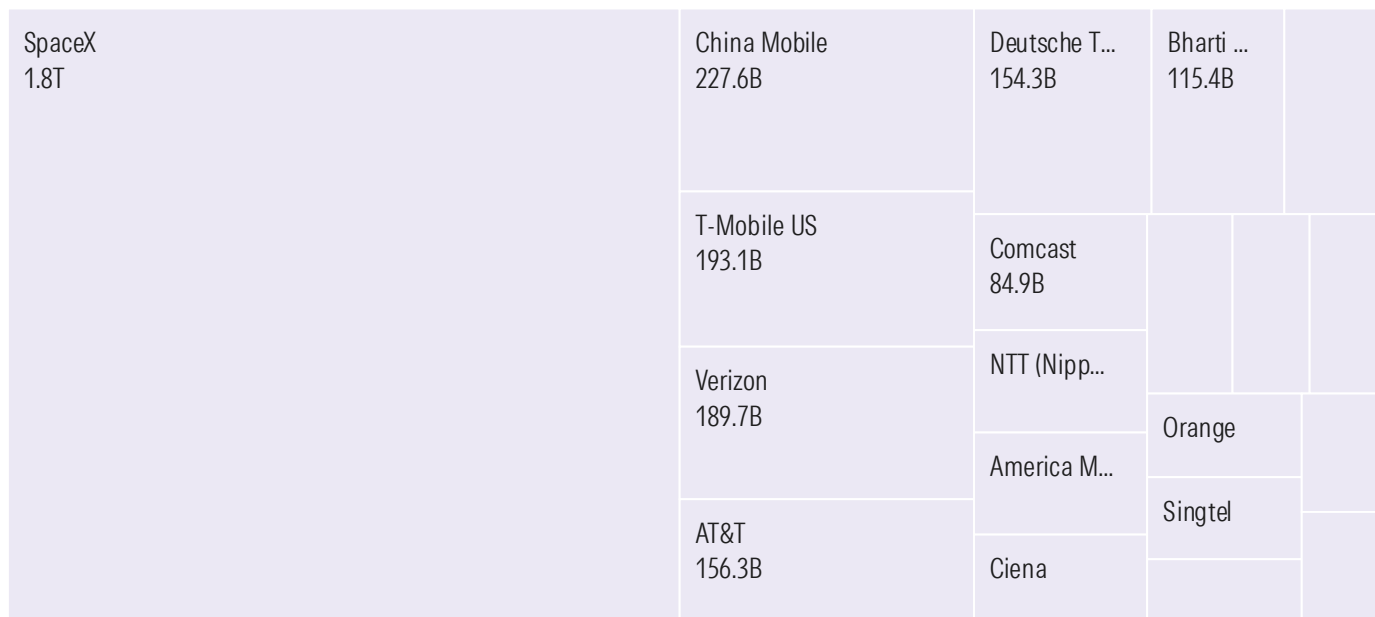 SpaceX
1.8T
China Mobile
227.6B
T-Mobile US
193.1B
Verizon
189.7B
AT&T
156.3B
Deutsche T...
154.3B
Bharti ...
115.4B
Comcast
84.9B
NTT (Nipp...
America M...
Ciena
Orange
Singtel